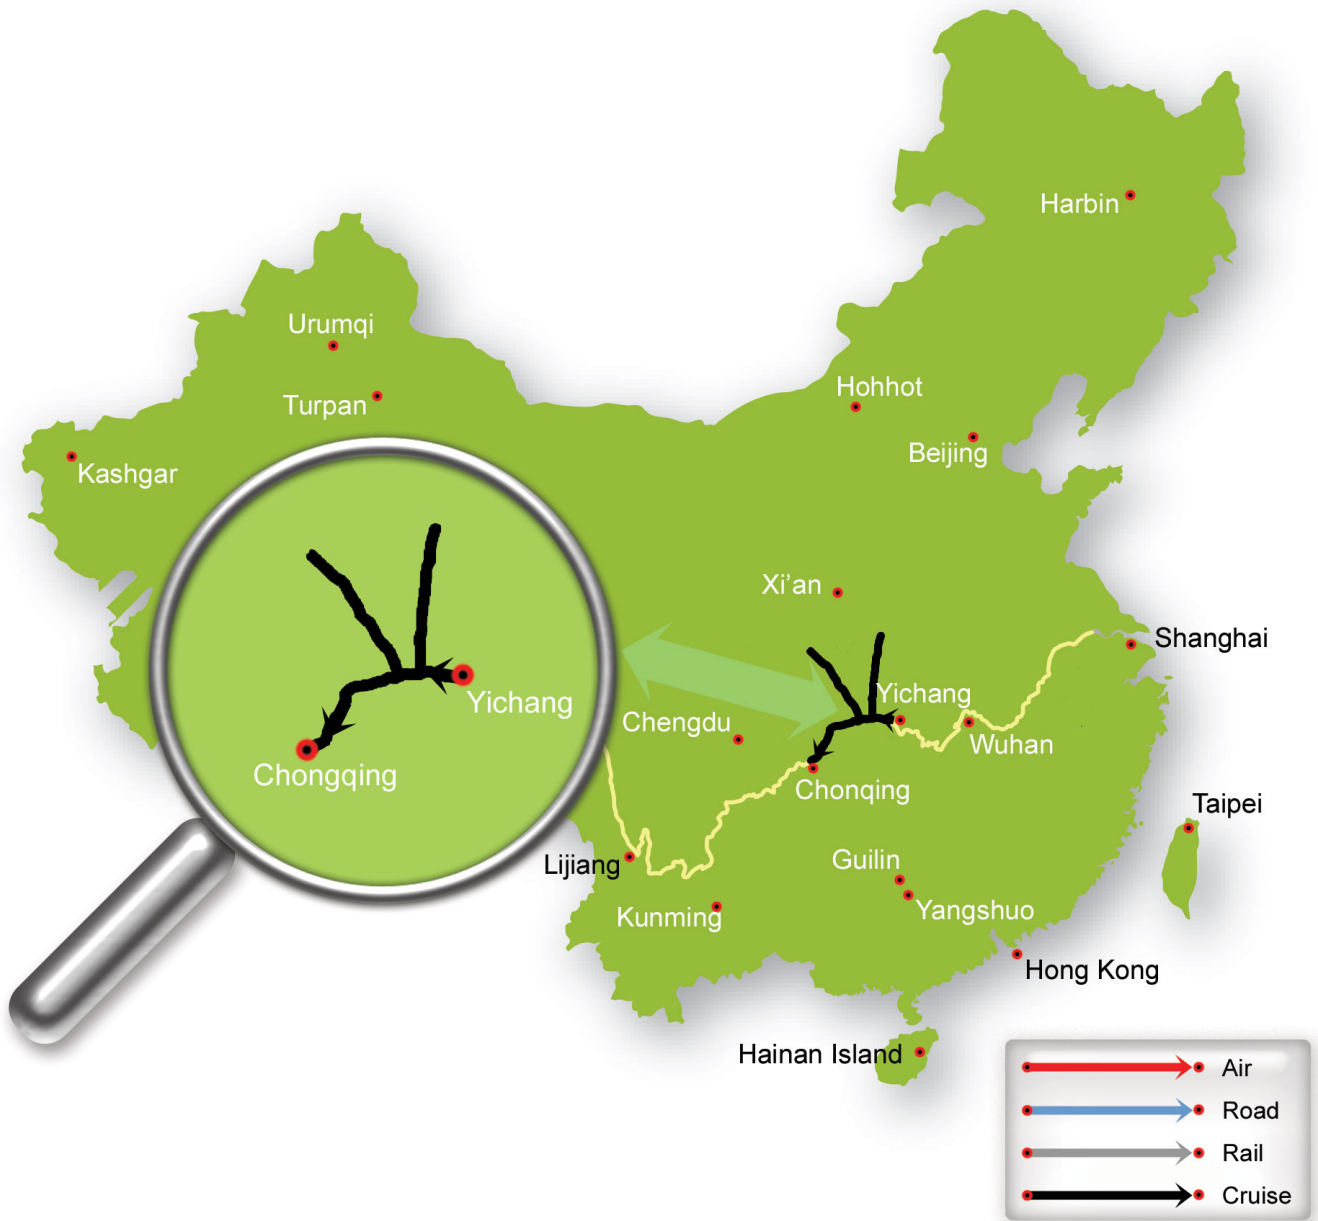 Harbin
Urumqi
Turpan
Hohhot
Beijing
Kashgar
Xi'an
Shanghai
Yichang
Yichang
Chengdu
Wuhan
Chongqing
Chonqing
Taipei
Lijiang
Guilin
Kunming
Yangshuo
Hong Kong
Hainan Island
Air
Road
Rail
Cruise